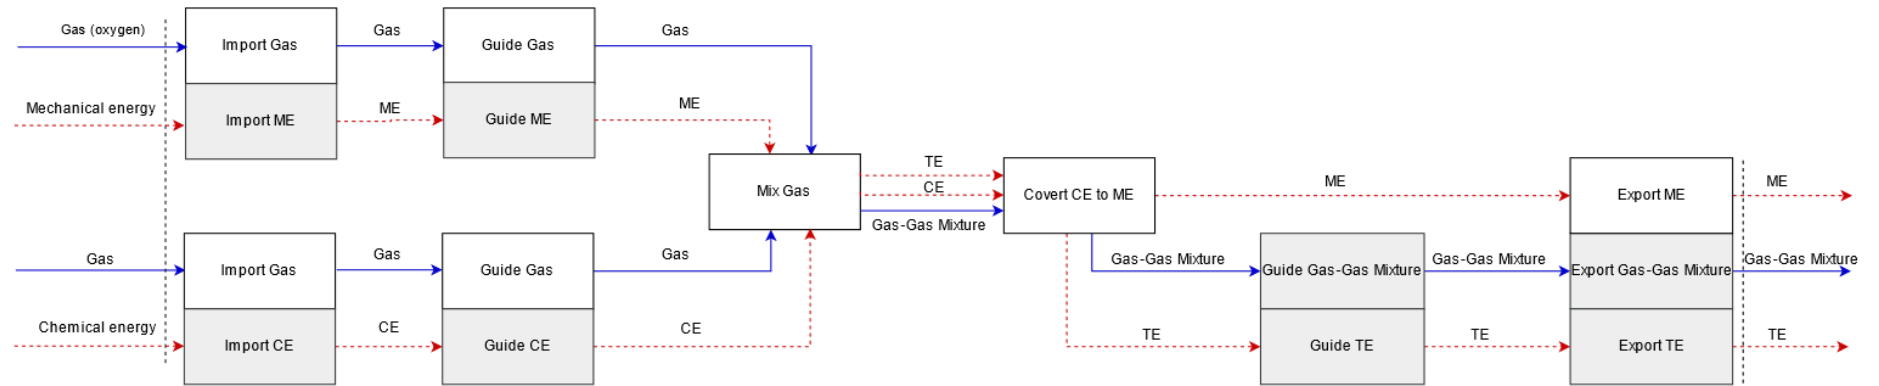 Gas (oxygen)
Import Gas
Gas
Guide Gas
Gas
Mechanical energy
Import ME
ME
Guide ME
ME
Mix Gas
TE
CE
Gas-Gas Mixture
Covert CE to ME
ME
Export ME
ME
Gas
Import Gas
Gas
Guide Gas
Gas
Gas-Gas Mixture
Guide Gas-Gas Mixture
Gas-Gas Mixture
Export Gas-Gas Mixture
Gas-Gas Mixture
Chemical energy
Import CE
CE
Guide CE
CE
TE
Guide TE
TE
Export TE
TE